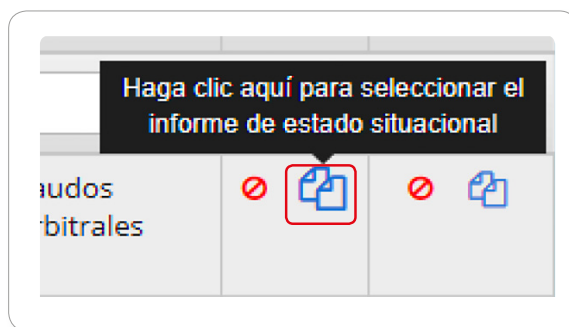 Haga clic aquí para seleccionar el
informe de estado situacional
audos
rbitrales